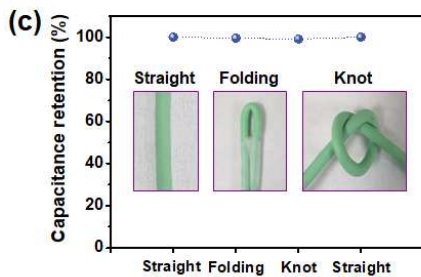 (c)
Capacitance retention (%)
100
80
60
40
20
0
Straight Folding Knot
Straight Folding Knot Straight